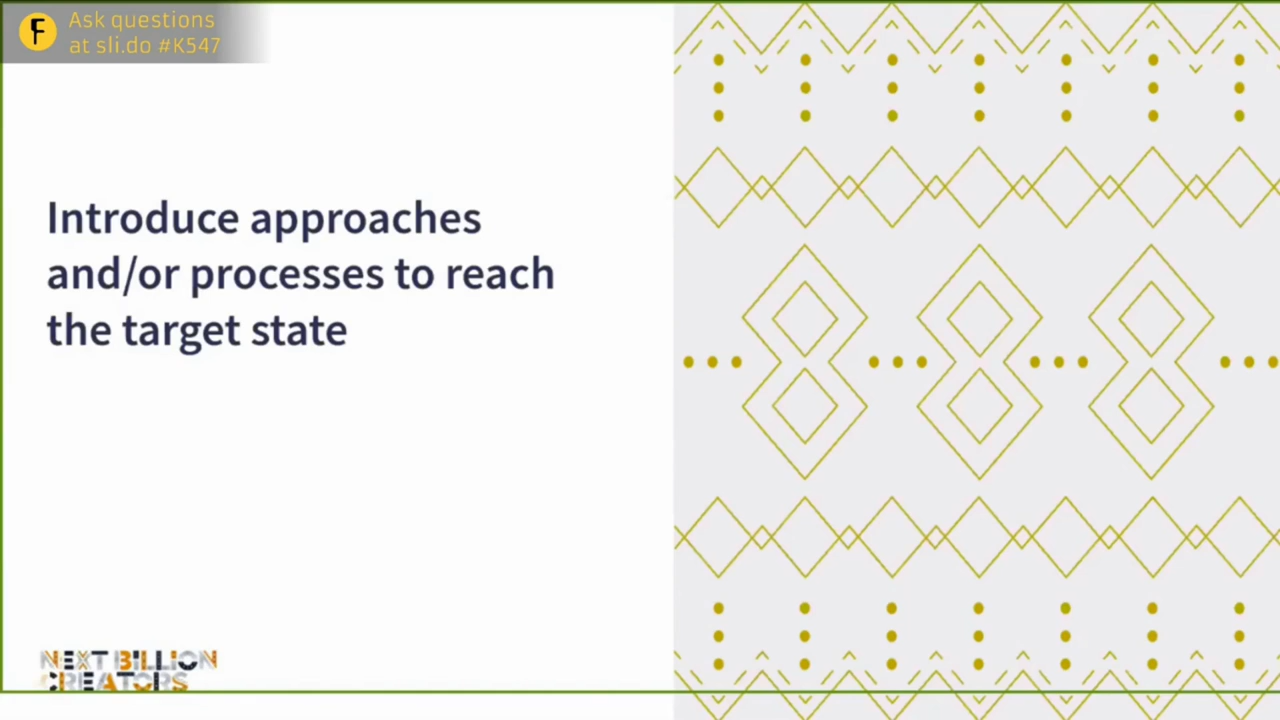 Ask questions
at sli.do #K547
Introduce approaches
and/or processes to reach
the target state
NEXT BILLION
CREATORS